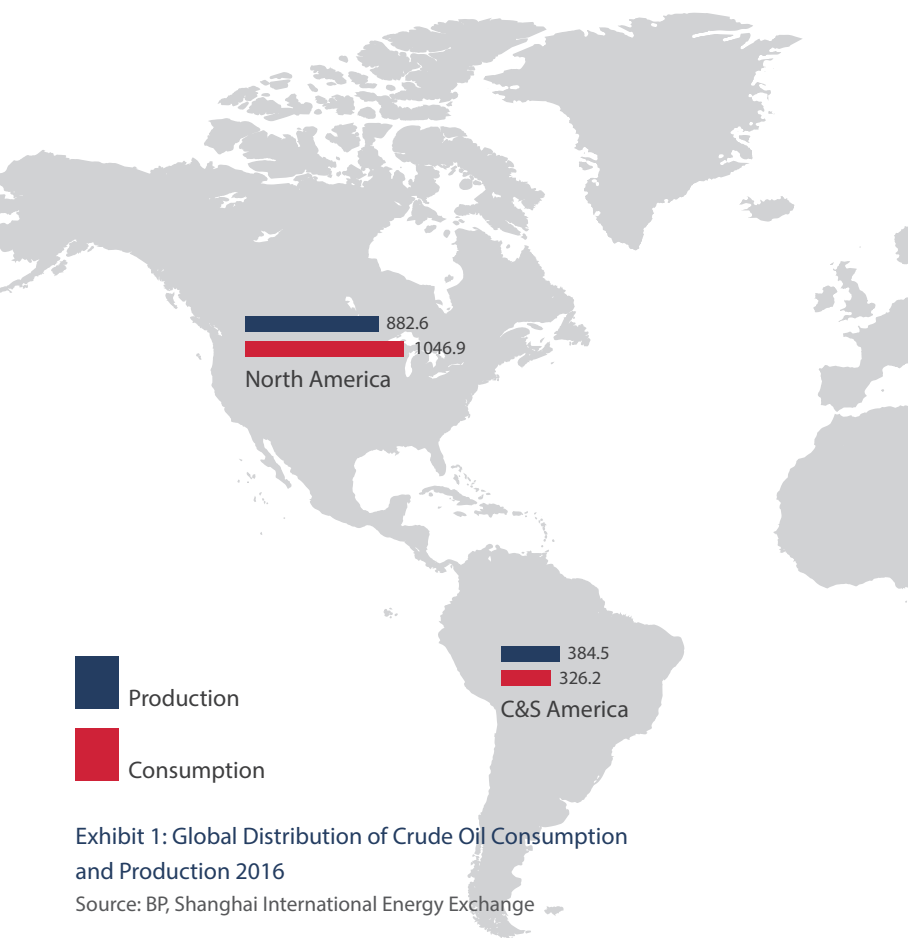 882.6
1046.9
North America
384.5
326.2
C&S America
Production
Consumption
Exhibit 1: Global Distribution of Crude Oil Consumption
and Production 2016
Source: BP, Shanghai International Energy Exchange